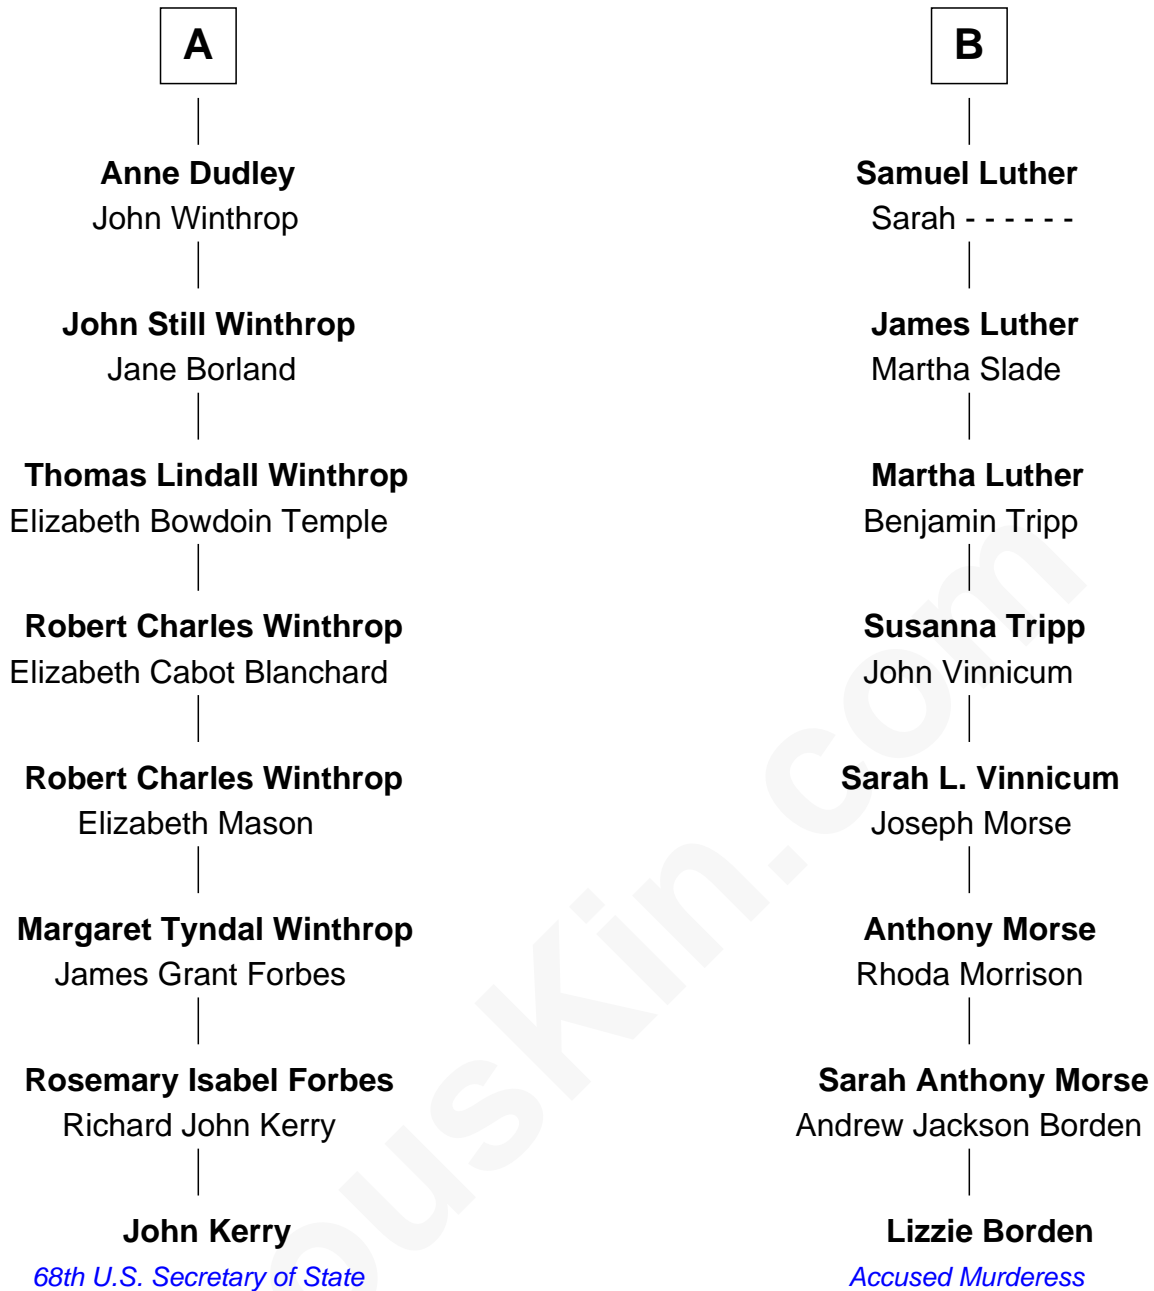 A
Anne Dudley
John Winthrop
John Still Winthrop
Jane Borland
Thomas Lindall Winthrop
Elizabeth Bowdoin Temple
Robert Charles Winthrop
Elizabeth Cabot Blanchard
Robert Charles Winthrop
Elizabeth Mason
Margaret Tyndal Winthrop
James Grant Forbes
Rosemary Isabel Forbes
Richard John Kerry
John Kerry
68th U.S. Secretary of State
B
Samuel Luther
Sarah - - - - - -
James Luther
Martha Slade
Martha Luther
Benjamin Tripp
Susanna Tripp
John Vinnicum
Sarah L. Vinnicum
Joseph Morse
Anthony Morse
Rhoda Morrison
Sarah Anthony Morse
Andrew Jackson Borden
Lizzie Borden
Accused Murderess
ousKin.com